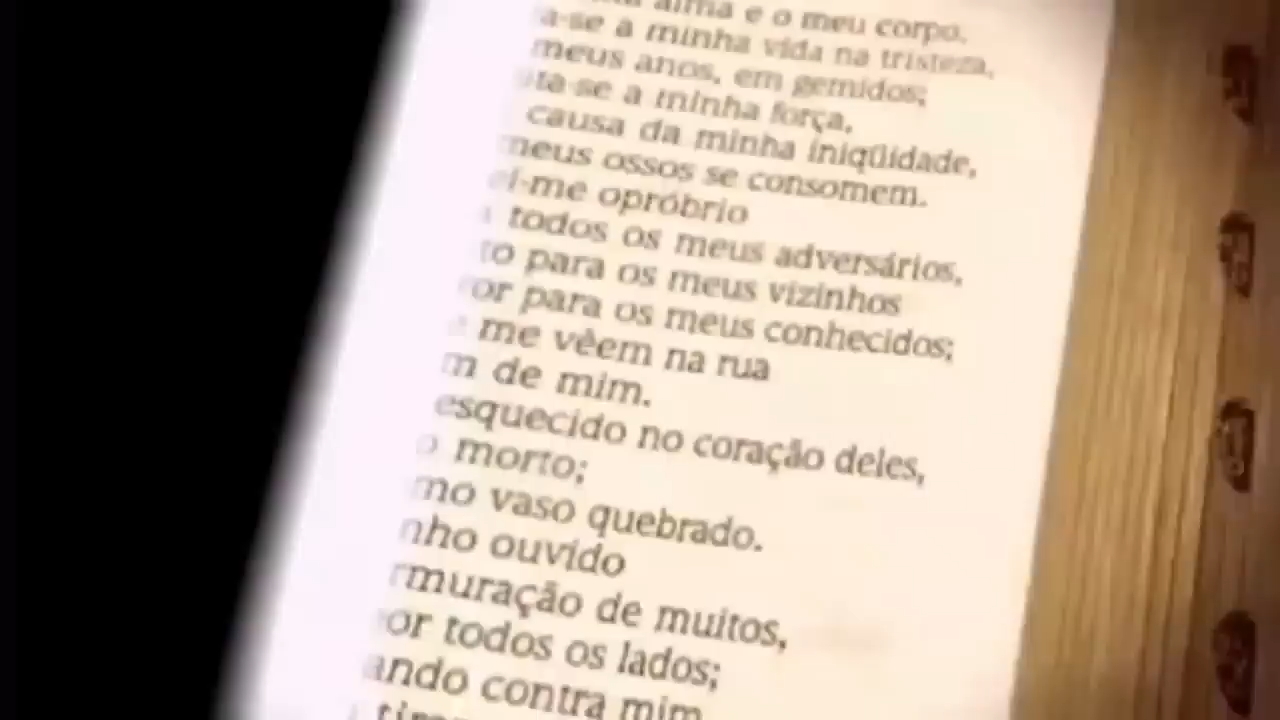 alma e o meu corpo.
a-se a minha vida na tristeza,
meus anos, em gemidos;
ta-se a minha força,
causa da minha iniqüidade,
meus ossos se consomem.
ei-me opróbrio
todos os meus adversários,
to para os meus vizinhos
or para os meus conhecidos;
me vêem na rua
m de mim.
esquecido no coração deles,
o morto;
mo vaso quebrado.
nho ouvido
rmuração de muitos,
or todos os lados;
ando contra mim